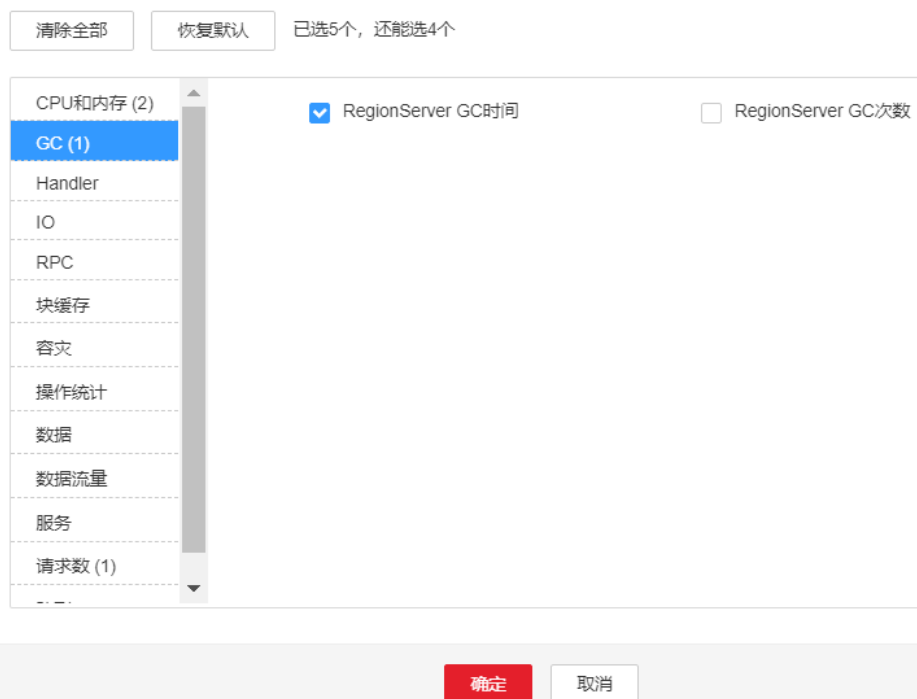 清除全部 恢复默认 已选5个，还能选4个
CPU和内存 (2)
GC (1)
Handler
IO
RPC
块缓存
容灾
操作统计
数据
数据流量
服务
请求数 (1)
RegionServer GC时间 RegionServer GC次数
确定 取消